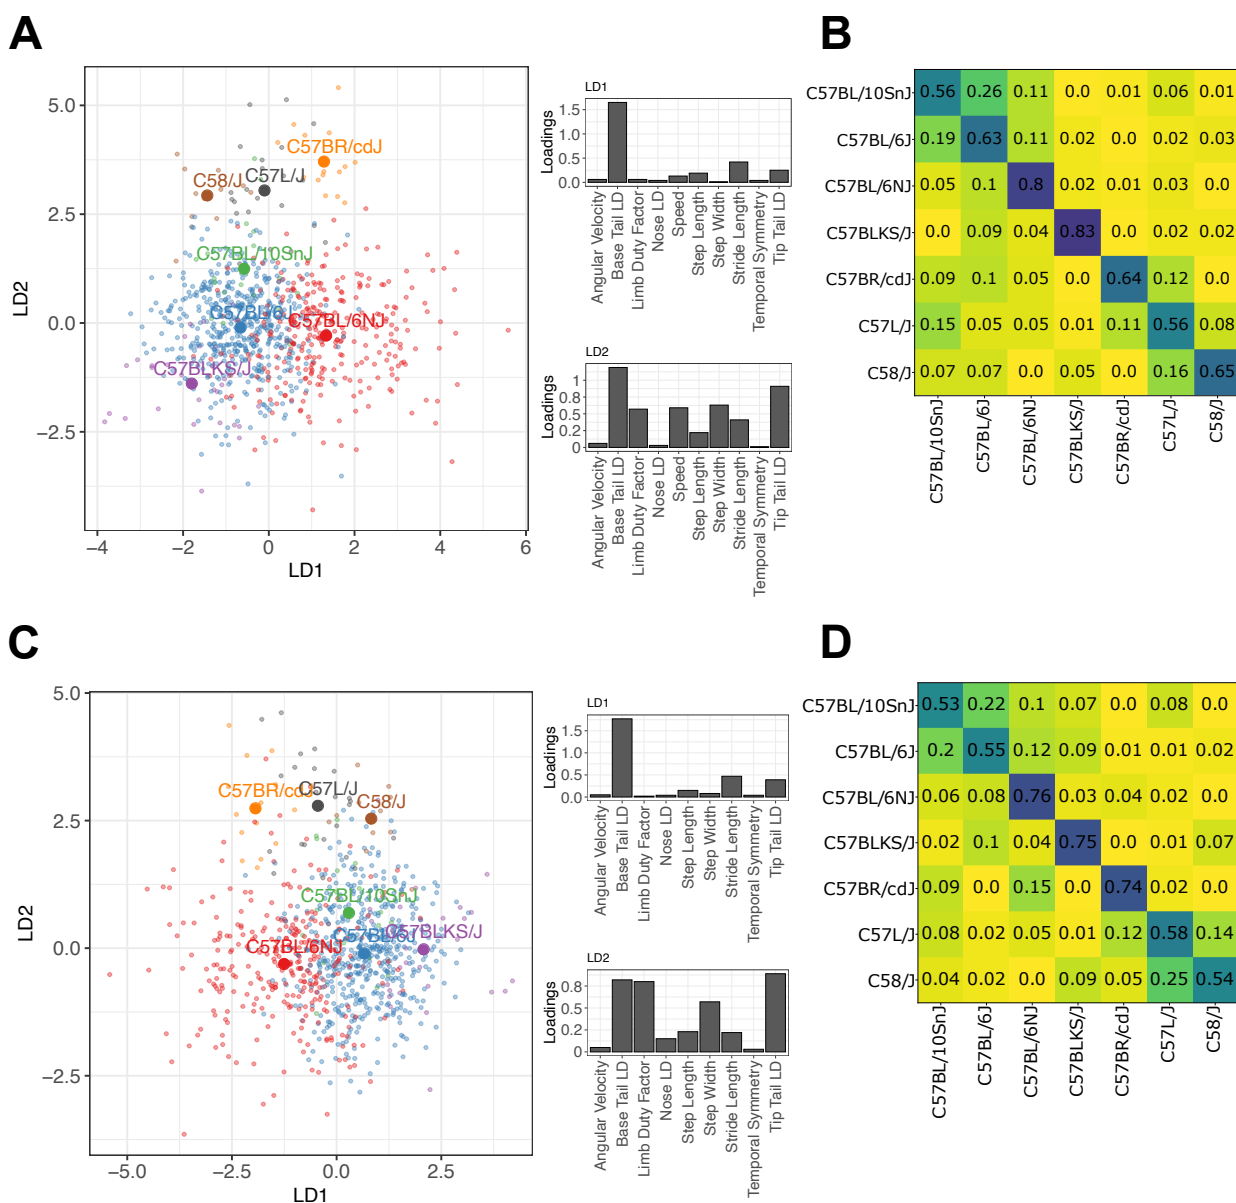 A
5.0
2.5
0.0
−2.5
LD2
−4
−2
0
2
4
6
LD1
C57BR/cdJ
C58/J
C57L/J
C57BL/10SnJ
C57BL/6J
C57BL/6NJ
C57BLKS/J
LD1
Loadings
1.5
1.0
0.5
0.0
Angular Velocity
Base Tail LD
Limb Duty Factor
Nose LD
Speed
Step Length
Step Width
Stride Length
Temporal Symmetry
Tip Tail LD
LD2
Loadings
1
0.8
0.5
0.2
0
Angular Velocity
Base Tail LD
Limb Duty Factor
Nose LD
Speed
Step Length
Step Width
Stride Length
Temporal Symmetry
Tip Tail LD
B
C57BL/10SnJ 0.56 0.26 0.11 0.0 0.01 0.06 0.01
C57BL/6J 0.19 0.63 0.11 0.02 0.0 0.02 0.03
C57BL/6NJ 0.05 0.1 0.8 0.02 0.01 0.03 0.0
C57BLKS/J 0.0 0.09 0.04 0.83 0.0 0.02 0.02
C57BR/cdJ 0.09 0.1 0.05 0.0 0.64 0.12 0.0
C57L/J 0.15 0.05 0.05 0.01 0.11 0.56 0.08
C58/J 0.07 0.07 0.0 0.05 0.0 0.16 0.65
C57BL/10SnJ
C57BL/6J
C57BL/6NJ
C57BLKS/J
C57BR/cdJ
C57L/J
C58/J
C
5.0
2.5
0.0
−2.5
LD2
−5.0
−2.5
0.0
2.5
LD1
C57BR/cdJ
C57L/J
C58/J
C57BL/10SnJ
C57BL/6J
C57BLKS/J
C57BL/6NJ
LD1
Loadings
1.5
1.0
0.5
0.0
Angular Velocity
Base Tail LD
Limb Duty Factor
Nose LD
Step Length
Step Width
Stride Length
Temporal Symmetry
Tip Tail LD
LD2
Loadings
0.8
0.5
0.2
0
Angular Velocity
Base Tail LD
Limb Duty Factor
Nose LD
Step Length
Step Width
Stride Length
Temporal Symmetry
Tip Tail LD
D
C57BL/10SnJ 0.53 0.22 0.1 0.07 0.0 0.08 0.0
C57BL/6J 0.2 0.55 0.12 0.09 0.01 0.01 0.02
C57BL/6NJ 0.06 0.08 0.76 0.03 0.04 0.02 0.0
C57BLKS/J 0.02 0.1 0.04 0.75 0.0 0.01 0.07
C57BR/cdJ 0.09 0.0 0.15 0.0 0.74 0.02 0.0
C57L/J 0.08 0.02 0.05 0.01 0.12 0.58 0.14
C58/J 0.04 0.02 0.0 0.09 0.05 0.25 0.54
C57BL/10SnJ
C57BL/6J
C57BL/6NJ
C57BLKS/J
C57BR/cdJ
C57L/J
C58/J